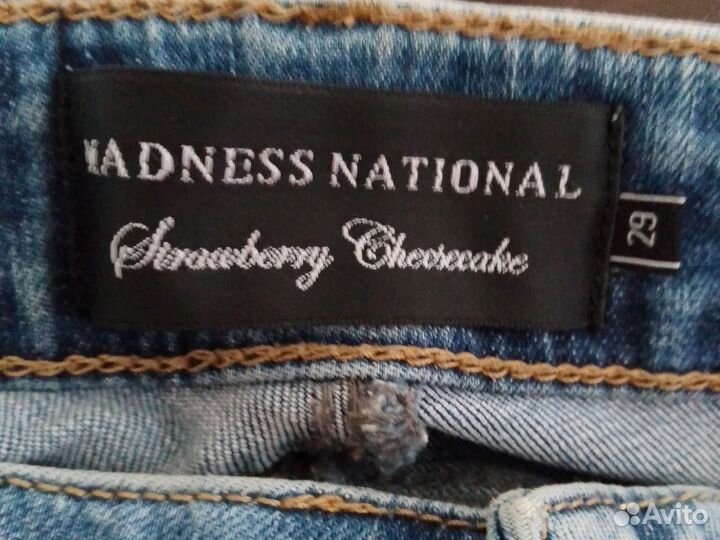 MADNESS NATIONAL
Strawberry Cheesecake
29
Avito